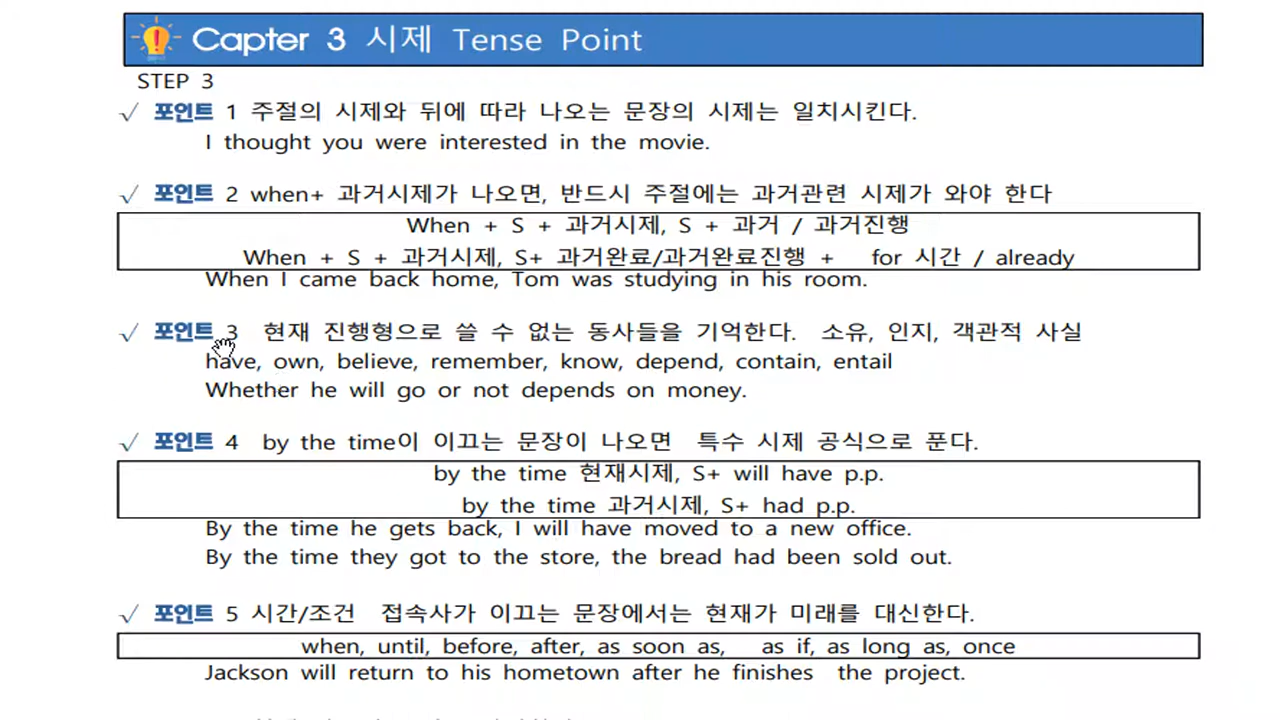 Capter 3 시제 Tense Point
STEP 3
√ 포인트 1 주절의 시제와 뒤에 따라 나오는 문장의 시제는 일치시킨다.
I thought you were interested in the movie.
√ 포인트 2 when+ 과거시제가 나오면, 반드시 주절에는 과거관련 시제가 와야 한다
When + S + 과거시제, S + 과거 / 과거진행
When + S + 과거시제, S+ 과거완료/과거완료진행 + for 시간 / already
When I came back home, Tom was studying in his room.
√ 포인트 3 현재 진행형으로 쓸 수 없는 동사들을 기억한다. 소유, 인지, 객관적 사실
have, own, believe, remember, know, depend, contain, entail
Whether he will go or not depends on money.
√ 포인트 4 by the time이 이끄는 문장이 나오면 특수 시제 공식으로 푼다.
by the time 현재시제, S+ will have p.p.
by the time 과거시제, S+ had p.p.
By the time he gets back, I will have moved to a new office.
By the time they got to the store, the bread had been sold out.
√ 포인트 5 시간/조건 접속사가 이끄는 문장에서는 현재가 미래를 대신한다.
when, until, before, after, as soon as, as if, as long as, once
Jackson will return to his hometown after he finishes the project.